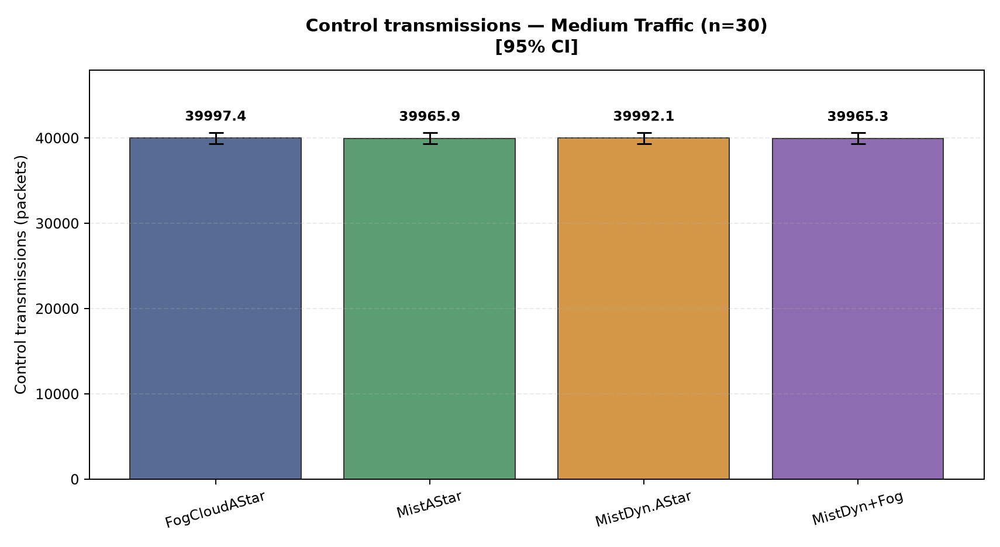 Control transmissions — Medium Traffic (n=30)
[95% CI]
Control transmissions (packets)
40000
30000
20000
10000
0
39997.4
39965.9
39992.1
39965.3
FogCloudAStar
MistAStar
MistDyn.AStar
MistDyn+Fog